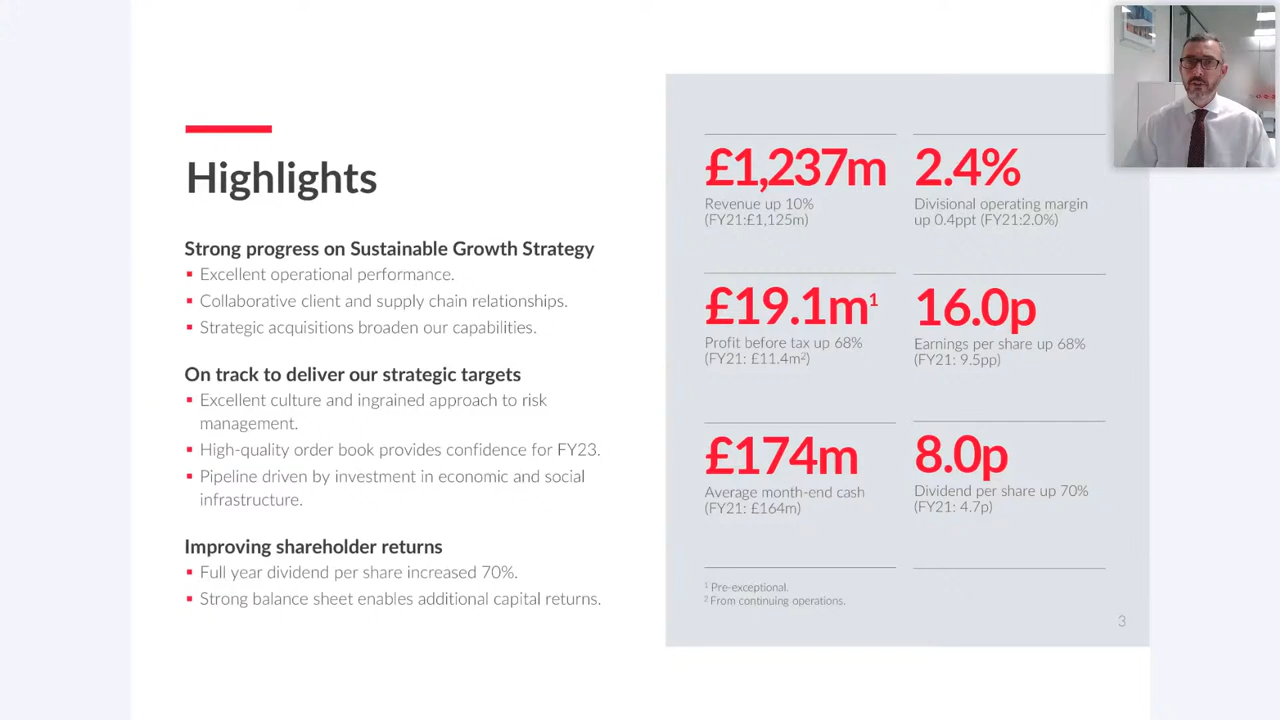 Highlights
Strong progress on Sustainable Growth Strategy
▪ Excellent operational performance.
▪ Collaborative client and supply chain relationships.
▪ Strategic acquisitions broaden our capabilities.
On track to deliver our strategic targets
▪ Excellent culture and ingrained approach to risk
management.
▪ High-quality order book provides confidence for FY23.
▪ Pipeline driven by investment in economic and social
infrastructure.
Improving shareholder returns
▪ Full year dividend per share increased 70%.
▪ Strong balance sheet enables additional capital returns.
£1,237m
Revenue up 10%
(FY21:£1,125m)
2.4%
Divisional operating margin
up 0.4ppt (FY21:2.0%)
£19.1m¹
Profit before tax up 68%
(FY21: £11.4m²)
16.0p
Earnings per share up 68%
(FY21: 9.5pp)
£174m
Average month-end cash
(FY21: £164m)
8.0p
Dividend per share up 70%
(FY21: 4.7p)
¹ Pre-exceptional.
² From continuing operations.
3